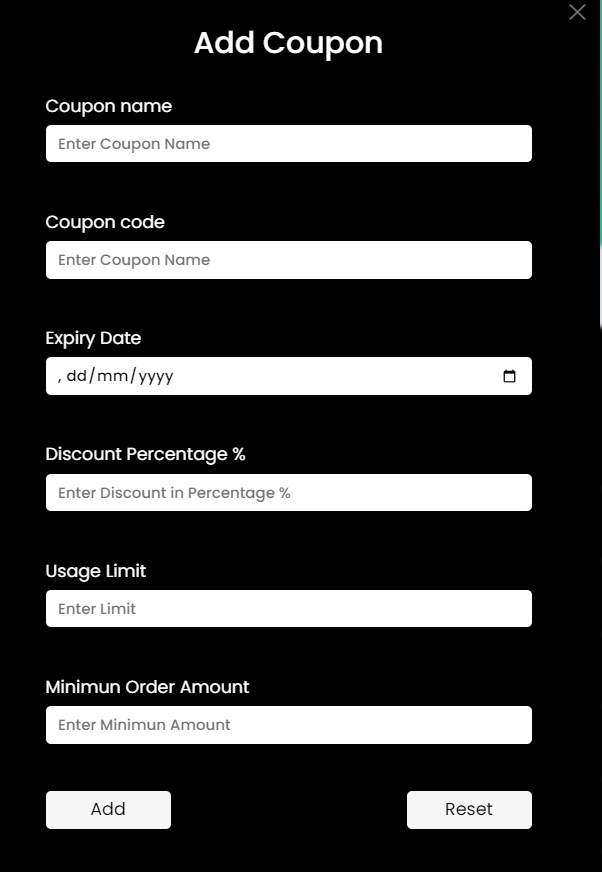 Add Coupon
Coupon name
Enter Coupon Name
Coupon code
Enter Coupon Name
Expiry Date
, dd/mm/yyyy
Discount Percentage %
Enter Discount in Percentage %
Usage Limit
Enter Limit
Minimun Order Amount
Enter Minimun Amount
Add Reset